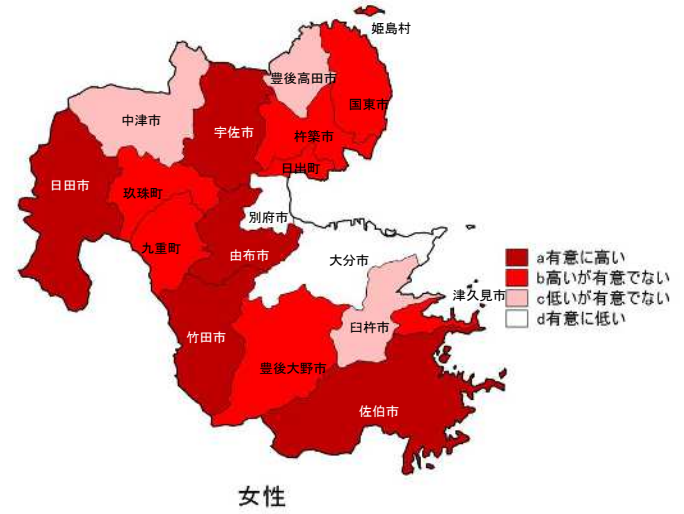 姫島村
豊後高田市
国東市
中津市
宇佐市
杵築市
日出町
日田市
玖珠町
別府市
九重町
由布市
大分市
a有意に高い
b高いが有意でない
c低いが有意でない
d有意に低い
津久見市
臼杵市
竹田市
豊後大野市
佐伯市
女性